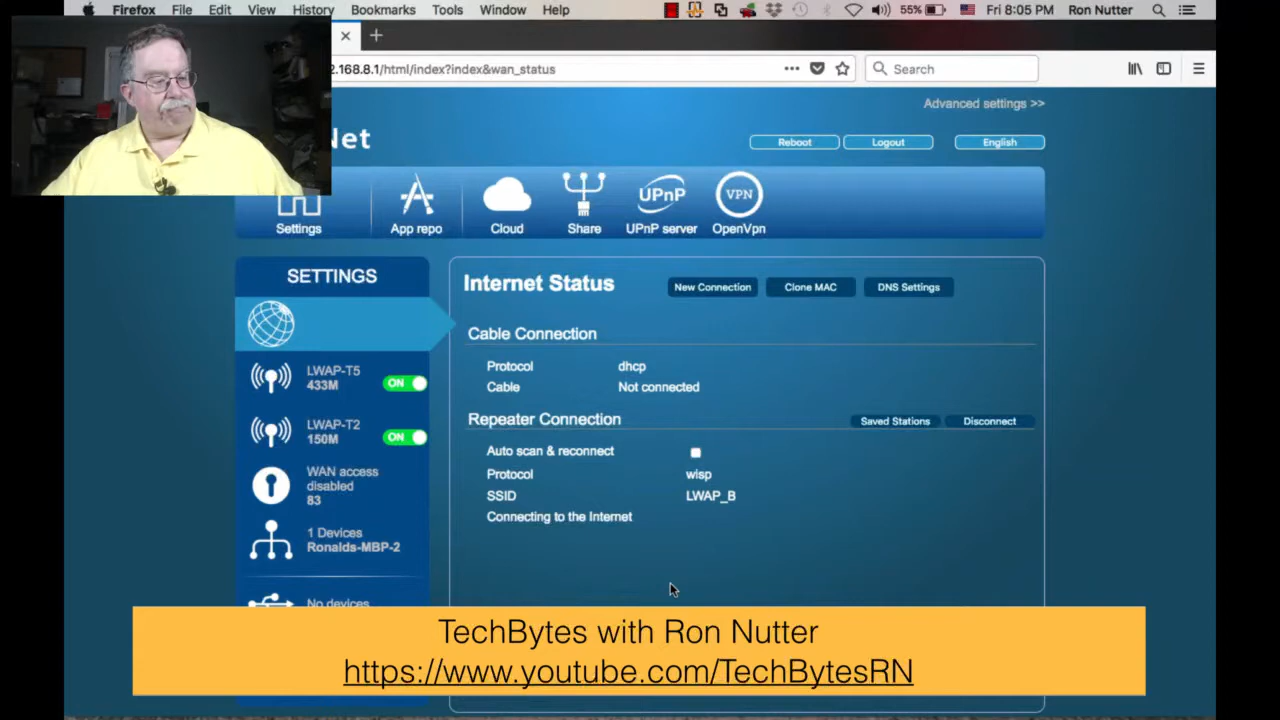 Firefox File Edit View History Bookmarks Tools Window Help 55% Fri 8:05 PM Ron Nutter
2.168.8.1/html/index?index&wan_status
Search
Advanced settings >>
Net
Reboot Logout English
Settings App repo Cloud Share UPnP server OpenVpn
UPnP VPN
SETTINGS
LWAP-T5
433M
ON
LWAP-T2
150M
ON
WAN access
disabled
83
1 Devices
Ronalds-MBP-2
No devices
Internet Status New Connection Clone MAC DNS Settings
Cable Connection
Protocol dhcp
Cable Not connected
Repeater Connection Saved Stations Disconnect
Auto scan & reconnect
Protocol wisp
SSID LWAP_B
Connecting to the Internet
TechBytes with Ron Nutter
https://www.youtube.com/TechBytesRN